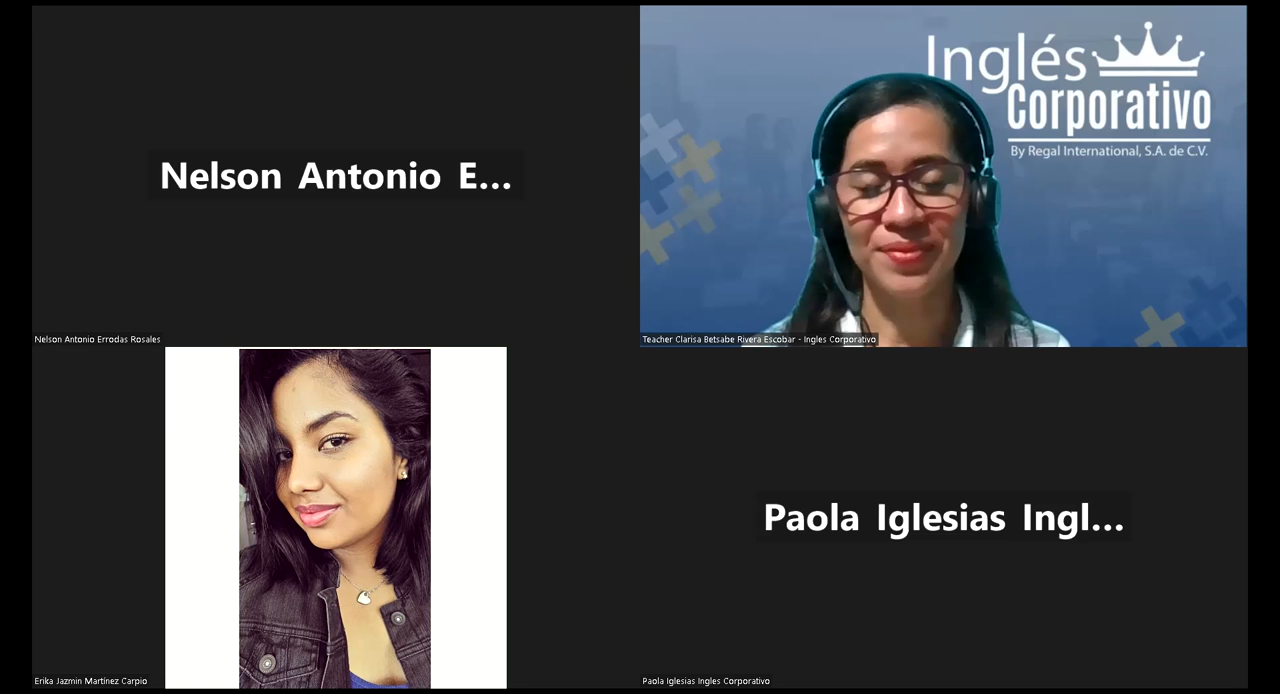 Nelson Antonio E...
Nelson Antonio Errodas Rosales
Inglés
Corporativo
By Regal International, S.A. de C.V.
Teacher Clarisa Betsabe Rivera Escobar - Ingles Corporativo
Erika Jazmin Martínez Carpio
Paola Iglesias Ingl...
Paola Iglesias Ingles Corporativo